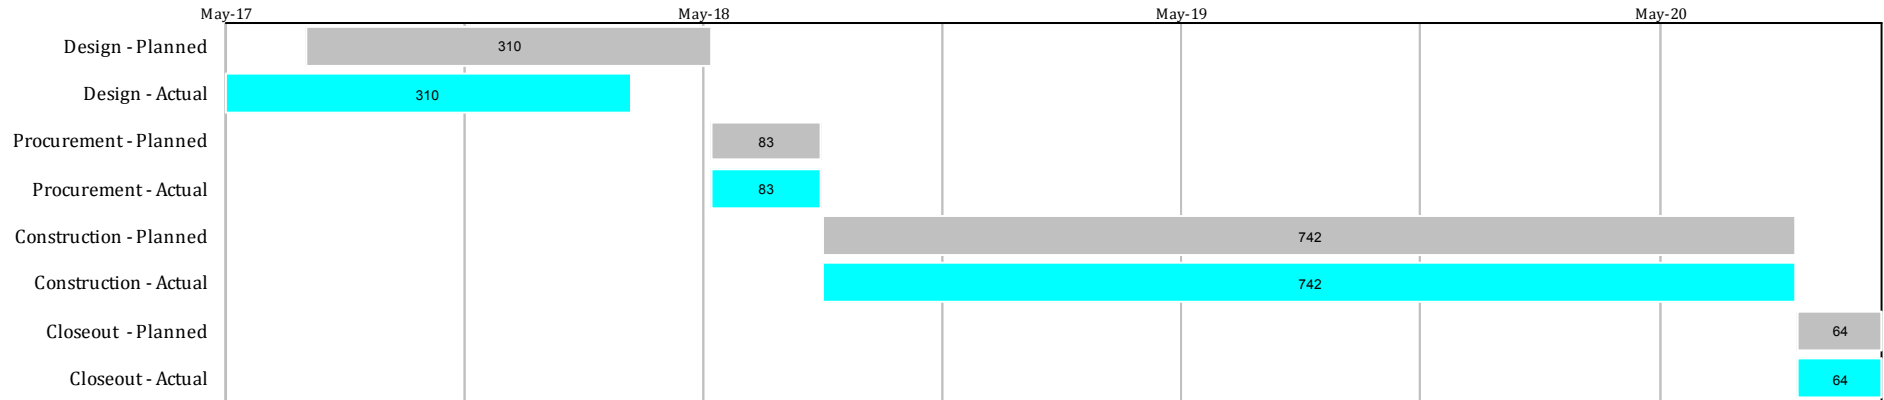 May-17 May-18 May-19 May-20
Design - Planned 310
Design - Actual 310
Procurement - Planned 83
Procurement - Actual 83
Construction - Planned 742
Construction - Actual 742
Closeout - Planned 64
Closeout - Actual 64